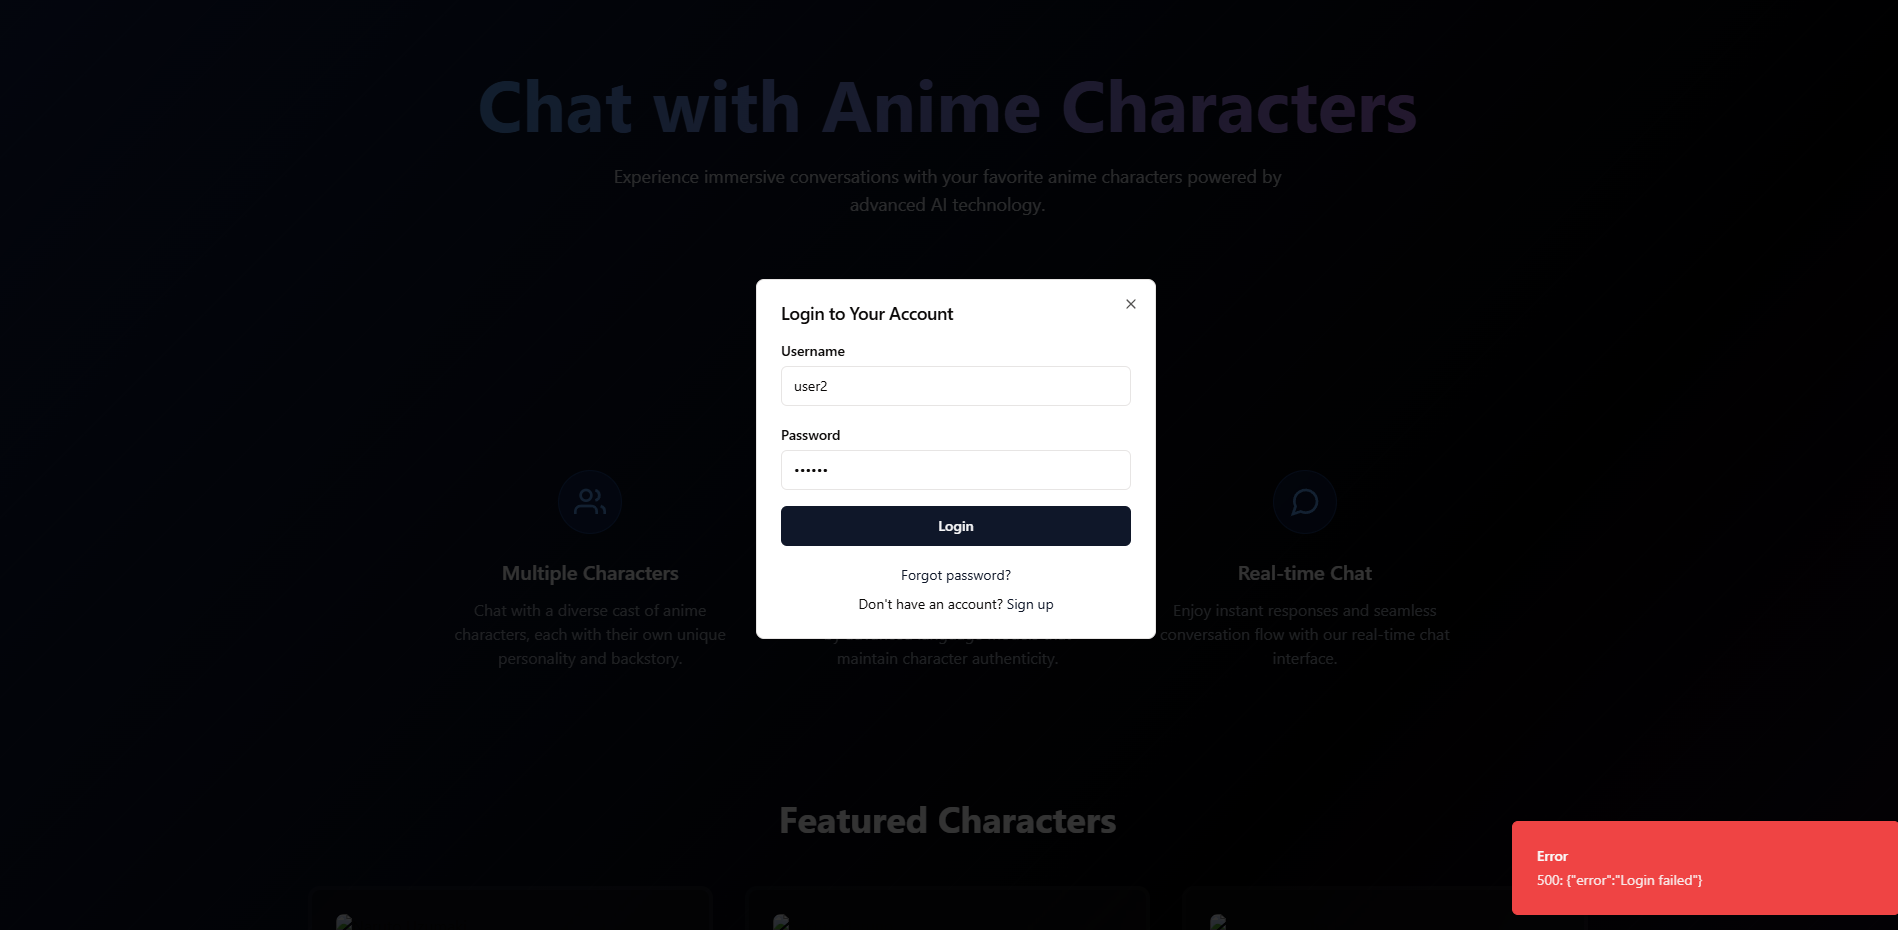 Chat with Anime Characters
Experience immersive conversations with your favorite anime characters powered by
advanced AI technology.
Login to Your Account
Username
user2
Password
••••••
Login
Forgot password?
Don't have an account? Sign up
Multiple Characters
Chat with a diverse cast of anime
characters, each with their own unique
personality and backstory.
maintain character authenticity.
Real-time Chat
Enjoy instant responses and seamless
conversation flow with our real-time chat
interface.
Featured Characters
Error
500: {"error":"Login failed"}